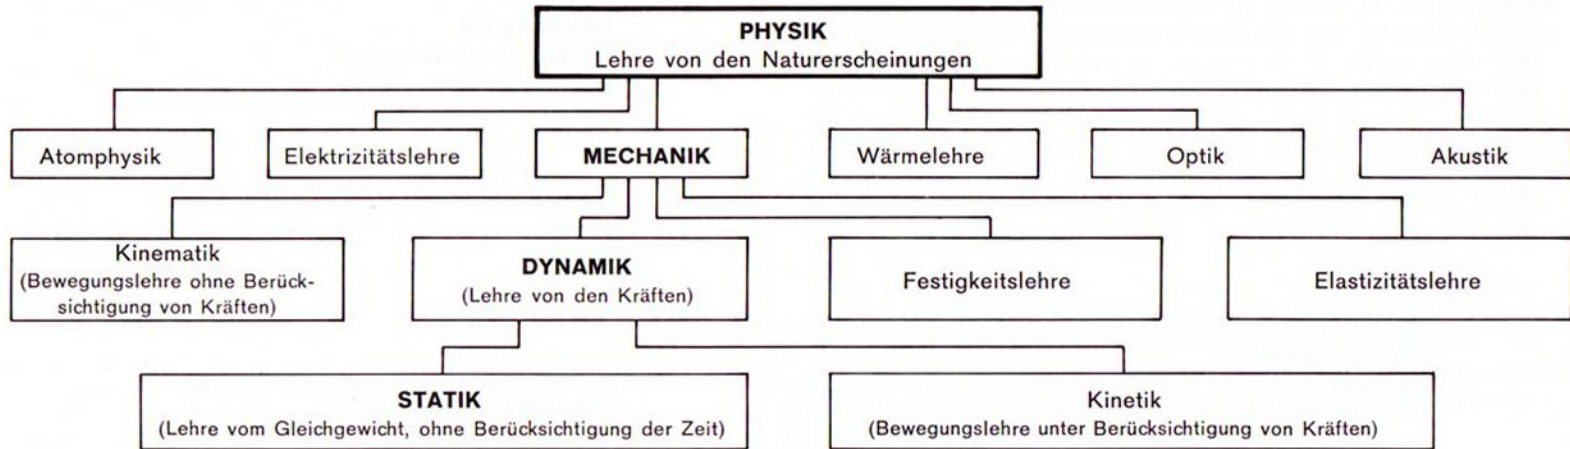 PHYSIK
Lehre von den Naturerscheinungen
Atomphysik
Elektrizitätslehre
MECHANIK
Wärmelehre
Optik
Akustik
Kinematik
(Bewegungslehre ohne Berück-
sichtigung von Kräften)
DYNAMIK
(Lehre von den Kräften)
Festigkeitslehre
Elastizitätslehre
STATIK
(Lehre vom Gleichgewicht, ohne Berücksichtigung der Zeit)
Kinetik
(Bewegungslehre unter Berücksichtigung von Kräften)